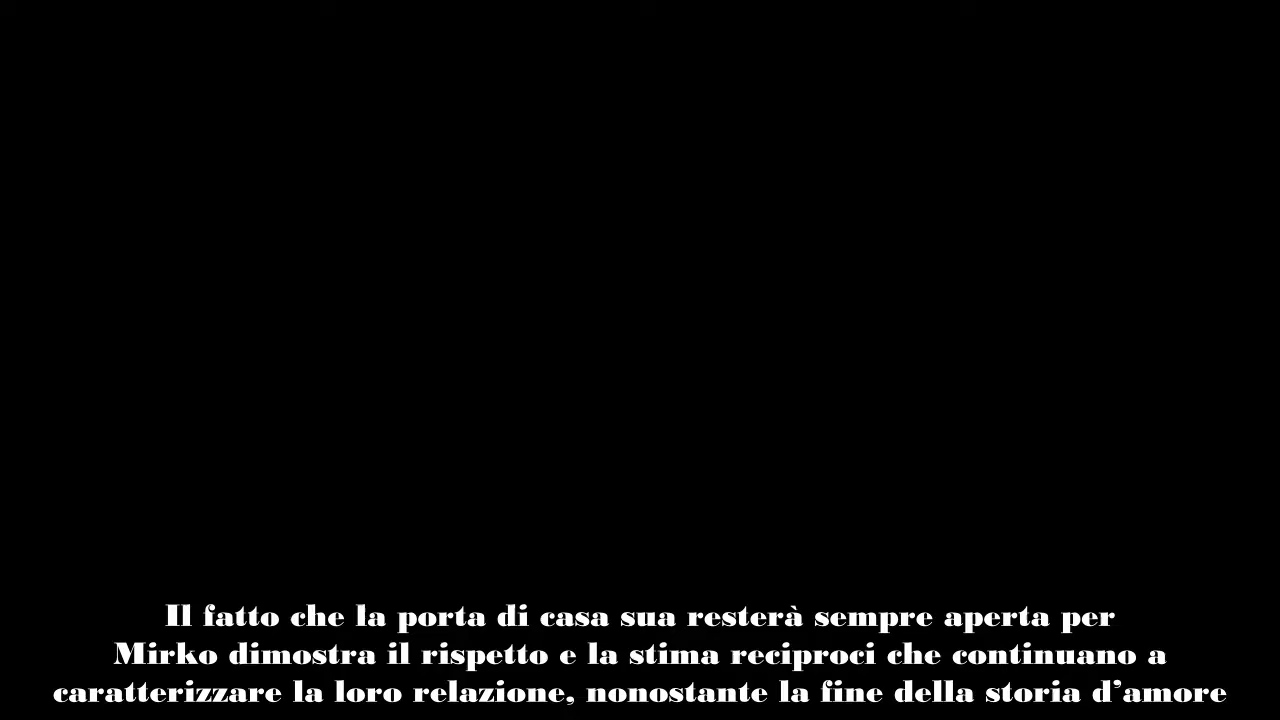 Il fatto che la porta di casa sua resterà sempre aperta per
Mirko dimostra il rispetto e la stima reciproci che continuano a
caratterizzare la loro relazione, nonostante la fine della storia d’amore